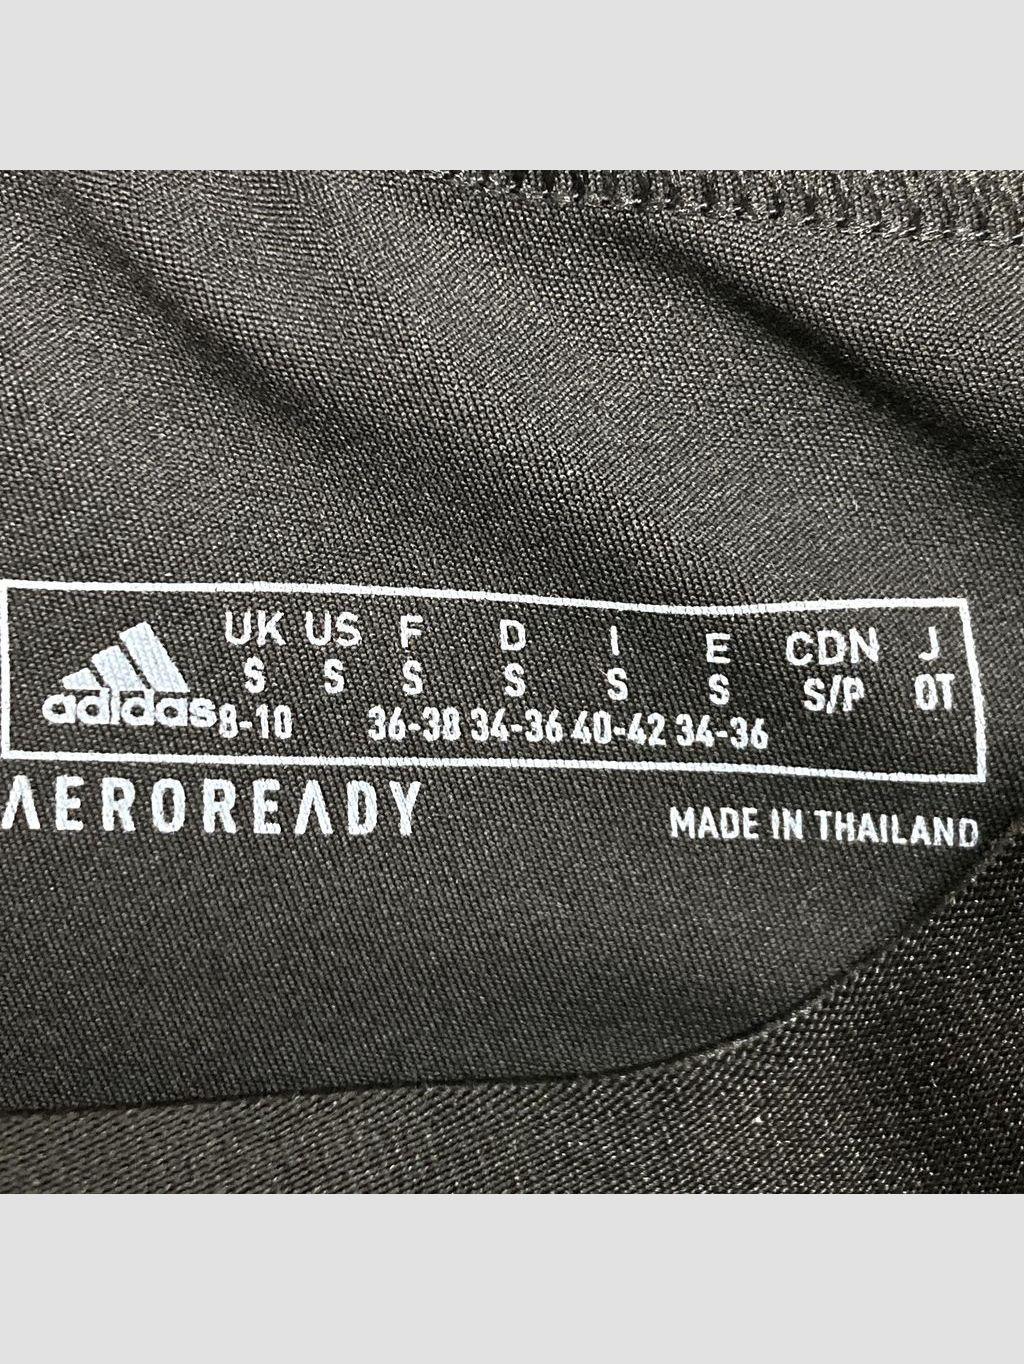 UK US F D I E CDN J
S S S S S S S/P OT
adidas 8-10 36-38 34-36 40-42 34-36
AEROREADY
MADE IN THAILAND